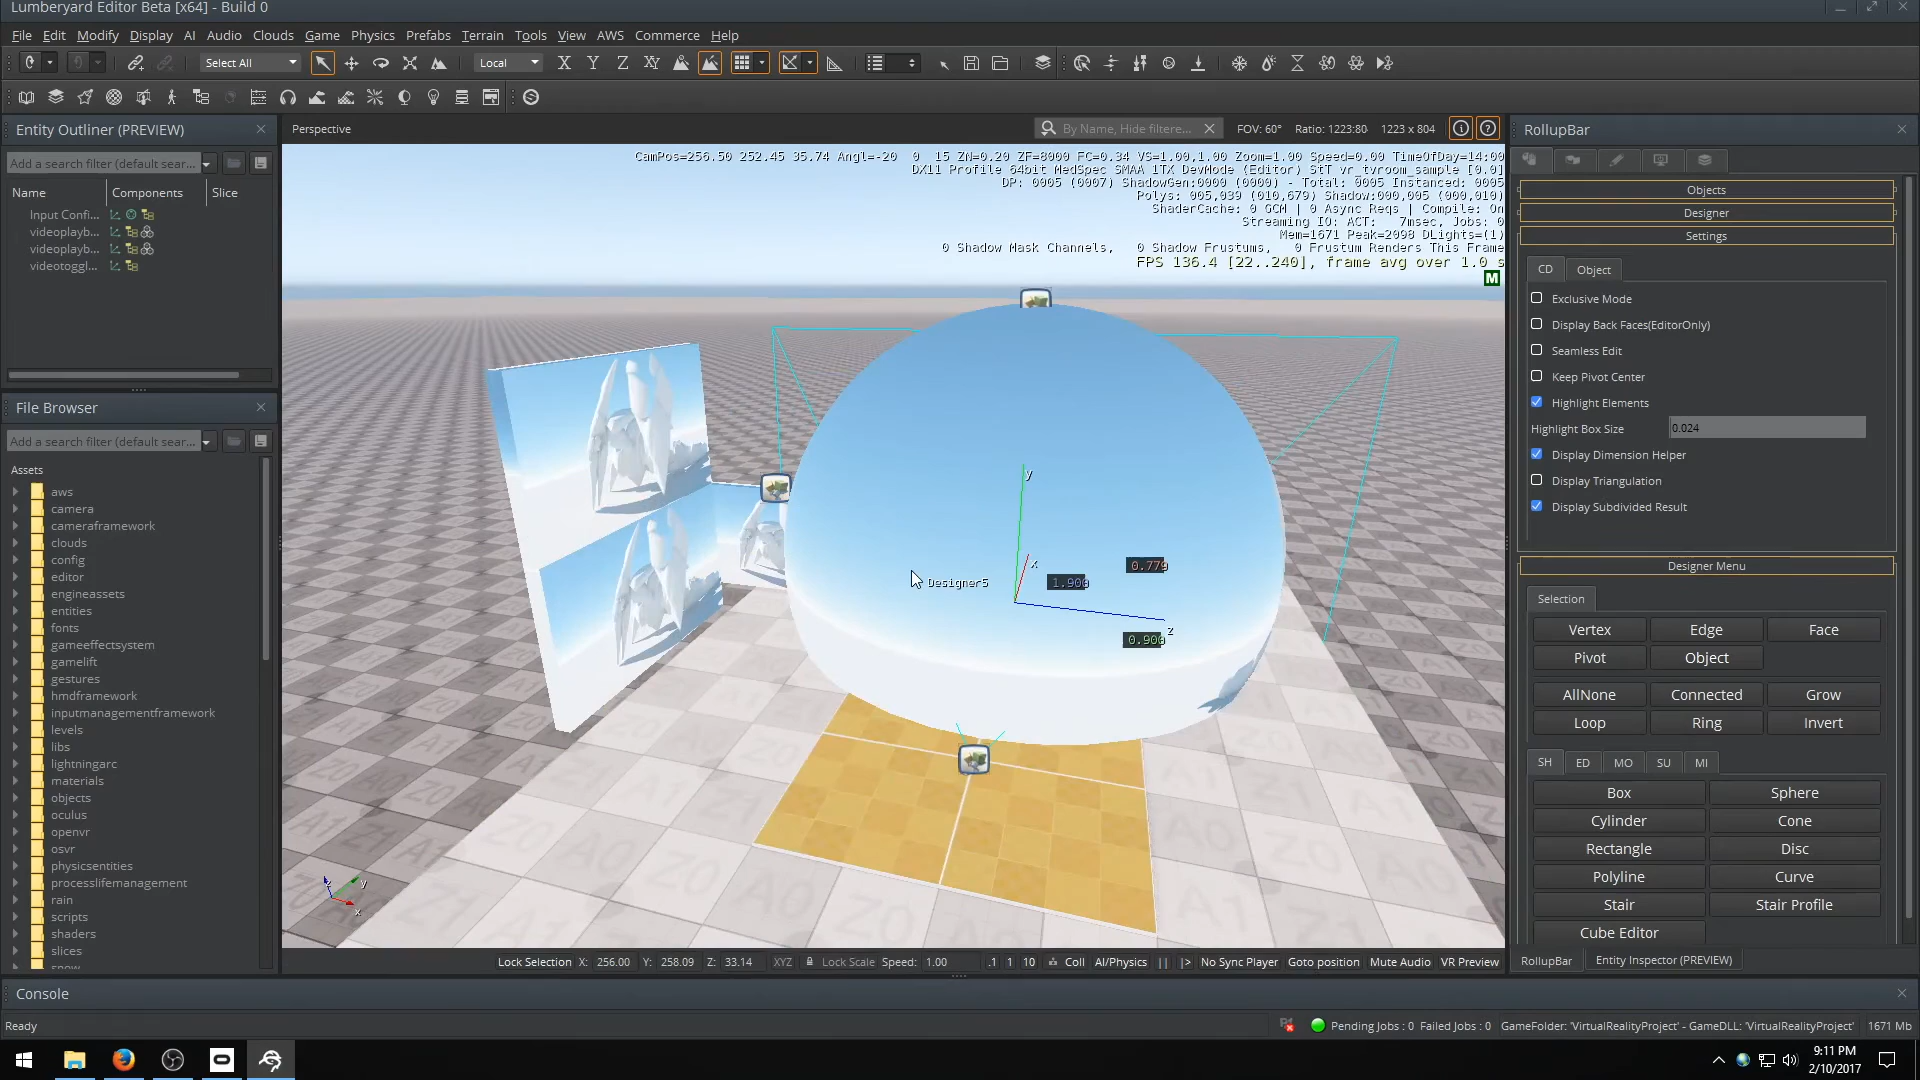 Lumberyard Editor Beta [x64] - Build 0
File Edit Modify Display AI Audio Clouds Game Physics Prefabs Terrain Tools View AWS Commerce Help
Select All Local X Y Z XY
Entity Outliner (PREVIEW)
Add a search filter (default sear...
Name Components Slice
Input Confi...
videoplayb...
videoplayb...
videotoggl...
File Browser
Add a search filter (default sear...
Assets
aws
camera
cameraframework
clouds
config
editor
engineassets
entities
fonts
gameeffectsystem
gamelift
gestures
hmdframework
inputmanagementframework
levels
libs
lightningarc
materials
objects
oculus
openvr
osvr
physicsentities
processlifemanagement
rain
scripts
shaders
slices
snow
Perspective
By Name, Hide filtere...
FOV: 60° Ratio: 1223:80 1223 x 804
CamPos=256.50 252.45 35.74 Angl=-20 0 15 ZN=0.20 ZF=8000 FC=0.34 VS=1.00,1.00 Zoom=1.00 Speed=0.00 TimeOfDay=14:00
DX11 Profile 64bit MedSpec SMAA 1TX DevMode (Editor) StT vr_tvroom_sample [0.0]
DP: 0005 (0007) ShadowGen:0000 (0000) - Total: 0005 Instanced: 0005
Polys: 005,039 (010,679) Shadow:000,005 (000,010)
ShaderCache: 0 GCM | 0 Async Reqs | Compile: On
Streaming IO: ACT: 7msec, Jobs: 0
Mem=1671 Peak=2098 DLights=(1)
0 Shadow Mask Channels, 0 Shadow Frustums, 0 Frustum Renders This Frame
FPS 136.4 [22..240], frame avg over 1.0 s
M
y
x
z
Designer5
0.779
1.900
0.900
z y
x
Lock Selection X: 256.00 Y: 258.09 Z: 33.14 XYZ Lock Scale Speed: 1.00 .1 1 10 Coll AI/Physics No Sync Player Goto position Mute Audio VR Preview
RollupBar
Objects
Designer
Settings
CD Object
Exclusive Mode
Display Back Faces(EditorOnly)
Seamless Edit
Keep Pivot Center
Highlight Elements
Highlight Box Size 0.024
Display Dimension Helper
Display Triangulation
Display Subdivided Result
Designer Menu
Selection
Vertex Edge Face
Pivot Object
AllNone Connected Grow
Loop Ring Invert
SH ED MO SU MI
Box Sphere
Cylinder Cone
Rectangle Disc
Polyline Curve
Stair Stair Profile
Cube Editor
RollupBar Entity Inspector (PREVIEW)
Console
Ready
Pending Jobs : 0 Failed Jobs : 0 GameFolder: 'VirtualRealityProject' - GameDLL: 'VirtualRealityProject' 1671 Mb
9:11 PM
2/10/2017